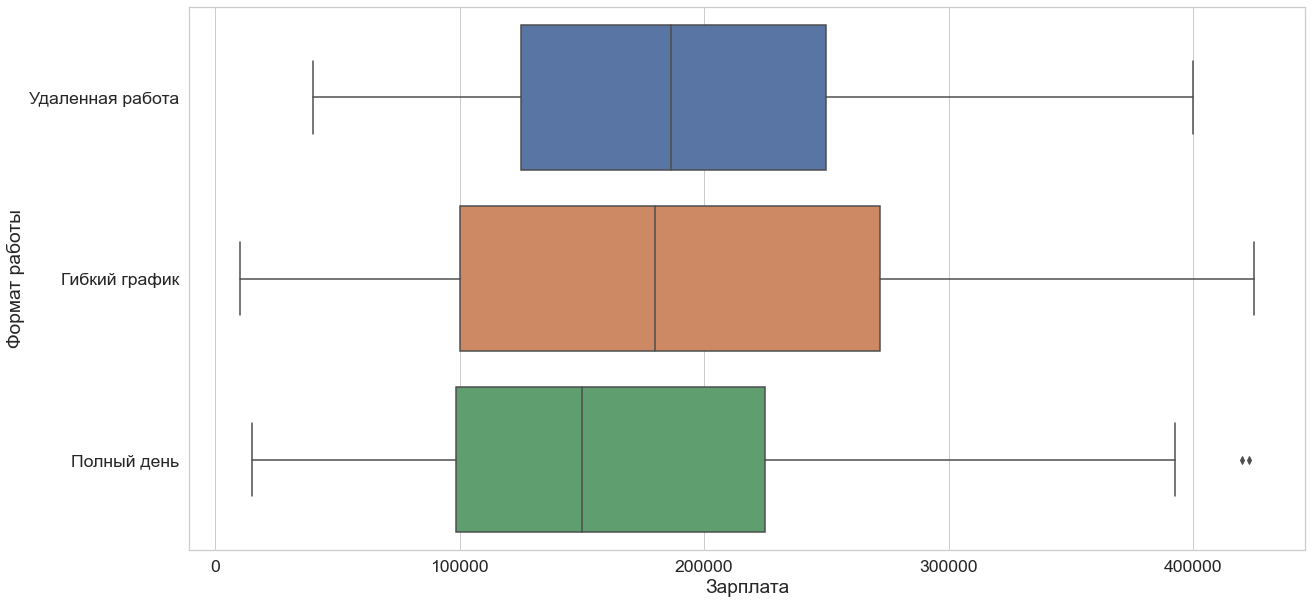 Формат работы
Удаленная работа
Гибкий график
Полный день
0 100000 200000 300000 400000
Зарплата